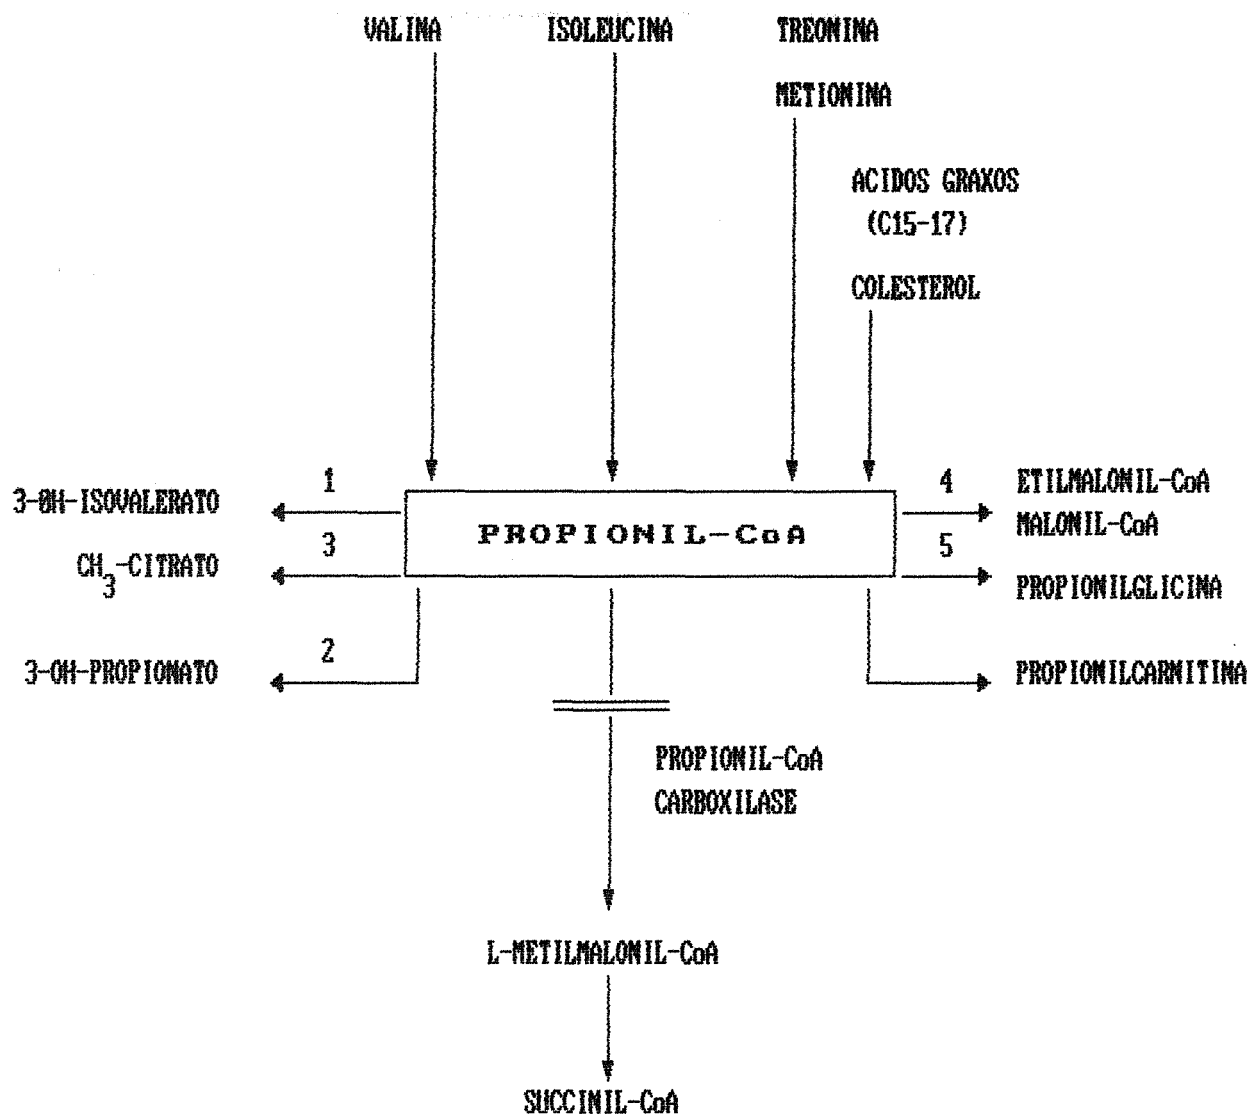 VALINA
ISOLEUCINA
TREONINA
METIONINA
ACIDOS GRAXOS
(C15-17)
COLESTEROL
1
4
ETILMALONIL-CoA
3-0H-ISOVALERATO
PROPIONIL-CoA
MALONIL-CoA
3
5
CH3-CITRATO
PROPIONILGLICINA
2
3-OH-PROPIONATO
PROPIONILCARNITINA
PROPIONIL-CoA
CARBOXILASE
L-METILMALONIL-CoA
SUCCINIL-CoA